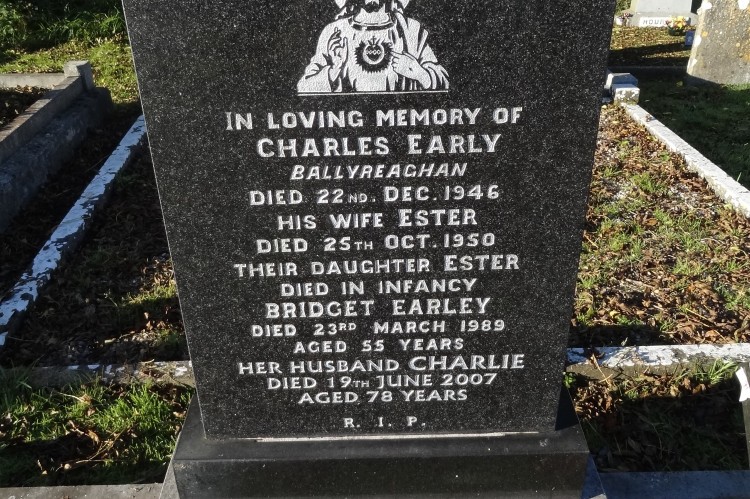 IN LOVING MEMORY OF
CHARLES EARLY
BALLYREAGHAN
DIED 22ND. DEC. 1946
HIS WIFE ESTER
DIED 25TH OCT. 1950
THEIR DAUGHTER ESTER
DIED IN INFANCY
BRIDGET EARLEY
DIED 23RD MARCH 1989
AGED 55 YEARS
HER HUSBAND CHARLIE
DIED 19TH JUNE 2007
AGED 78 YEARS
R. I. P.